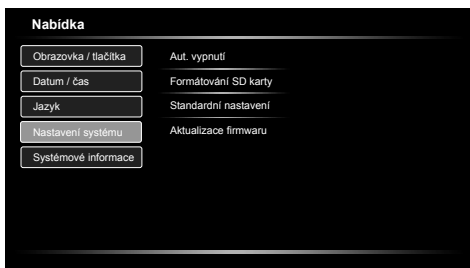 Nabídka
Obrazovka / tlačítka
Aut. vypnutí
Datum / čas
Formátování SD karty
Jazyk
Standardní nastavení
Nastavení systému
Aktualizace firmwaru
Systémové informace